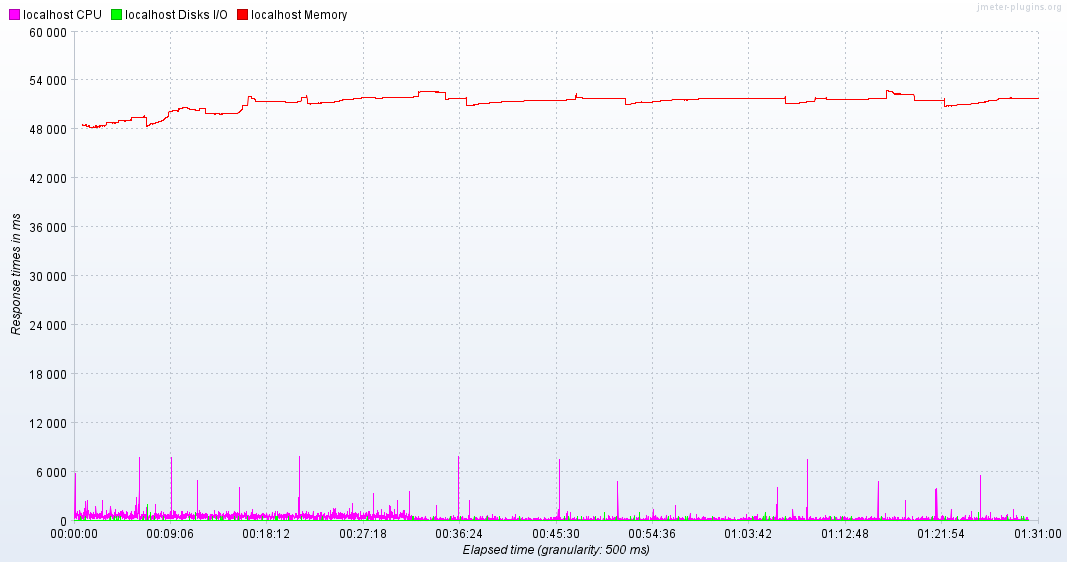 localhost CPU localhost Disks I/O localhost Memory
jmeter-plugins.org
60 000
54 000
48 000
42 000
36 000
30 000
24 000
18 000
12 000
6 000
0
Response times in ms
00:00:00 00:09:06 00:18:12 00:27:18 00:36:24 00:45:30 00:54:36 01:03:42 01:12:48 01:21:54 01:31:00
Elapsed time (granularity: 500 ms)